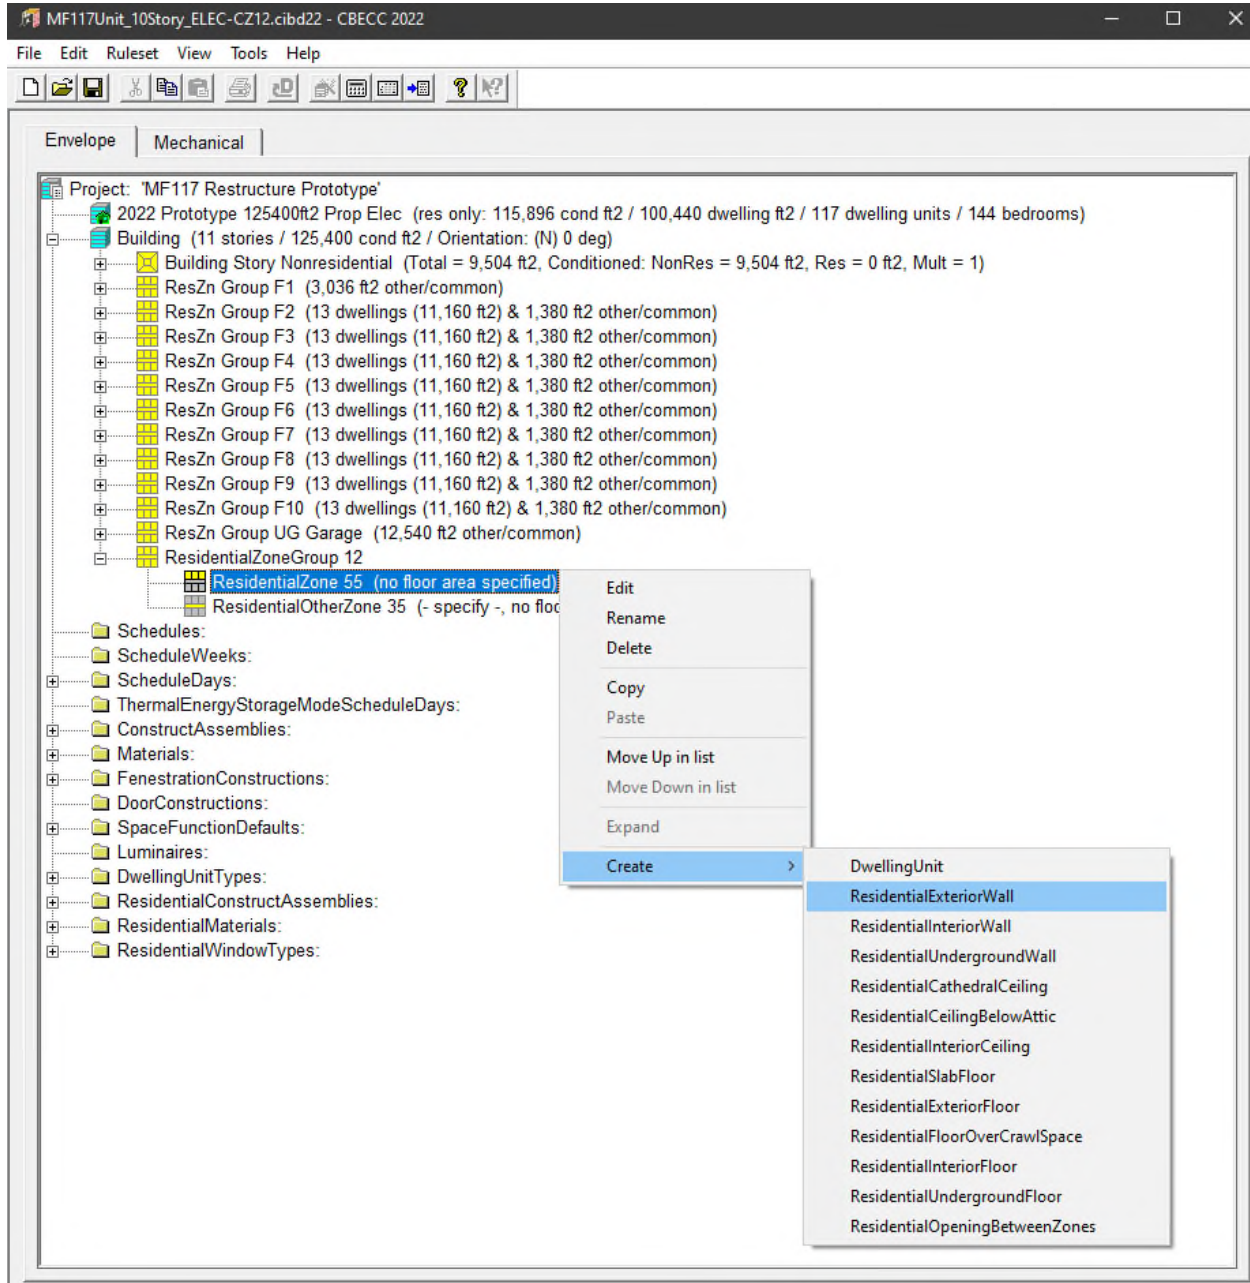 MF117Unit_10Story_ELEC-CZ12.cibd22 - CBECC 2022
File Edit Ruleset View Tools Help
Envelope Mechanical
Project: 'MF117 Restructure Prototype'
2022 Prototype 125400ft2 Prop Elec (res only: 115,896 cond ft2 / 100,440 dwelling ft2 / 117 dwelling units / 144 bedrooms)
Building (11 stories / 125,400 cond ft2 / Orientation: (N) 0 deg)
Building Story Nonresidential (Total = 9,504 ft2, Conditioned: NonRes = 9,504 ft2, Res = 0 ft2, Mult = 1)
ResZn Group F1 (3,036 ft2 other/common)
ResZn Group F2 (13 dwellings (11,160 ft2) & 1,380 ft2 other/common)
ResZn Group F3 (13 dwellings (11,160 ft2) & 1,380 ft2 other/common)
ResZn Group F4 (13 dwellings (11,160 ft2) & 1,380 ft2 other/common)
ResZn Group F5 (13 dwellings (11,160 ft2) & 1,380 ft2 other/common)
ResZn Group F6 (13 dwellings (11,160 ft2) & 1,380 ft2 other/common)
ResZn Group F7 (13 dwellings (11,160 ft2) & 1,380 ft2 other/common)
ResZn Group F8 (13 dwellings (11,160 ft2) & 1,380 ft2 other/common)
ResZn Group F9 (13 dwellings (11,160 ft2) & 1,380 ft2 other/common)
ResZn Group F10 (13 dwellings (11,160 ft2) & 1,380 ft2 other/common)
ResZn Group UG Garage (12,540 ft2 other/common)
ResidentialZoneGroup 12
ResidentialZone 55 (no floor area specified)
ResidentialOtherZone 35 (- specify -, no floo
Schedules:
ScheduleWeeks:
ScheduleDays:
ThermalEnergyStorageModeScheduleDays:
ConstructAssemblies:
Materials:
FenestrationConstructions:
DoorConstructions:
SpaceFunctionDefaults:
Luminaires:
DwellingUnitTypes:
ResidentialConstructAssemblies:
ResidentialMaterials:
ResidentialWindowTypes:
Edit
Rename
Delete
Copy
Paste
Move Up in list
Move Down in list
Expand
Create >
DwellingUnit
ResidentialExteriorWall
ResidentialInteriorWall
ResidentialUndergroundWall
ResidentialCathedralCeiling
ResidentialCeilingBelowAttic
ResidentialInteriorCeiling
ResidentialSlabFloor
ResidentialExteriorFloor
ResidentialFloorOverCrawlSpace
ResidentialInteriorFloor
ResidentialUndergroundFloor
ResidentialOpeningBetweenZones